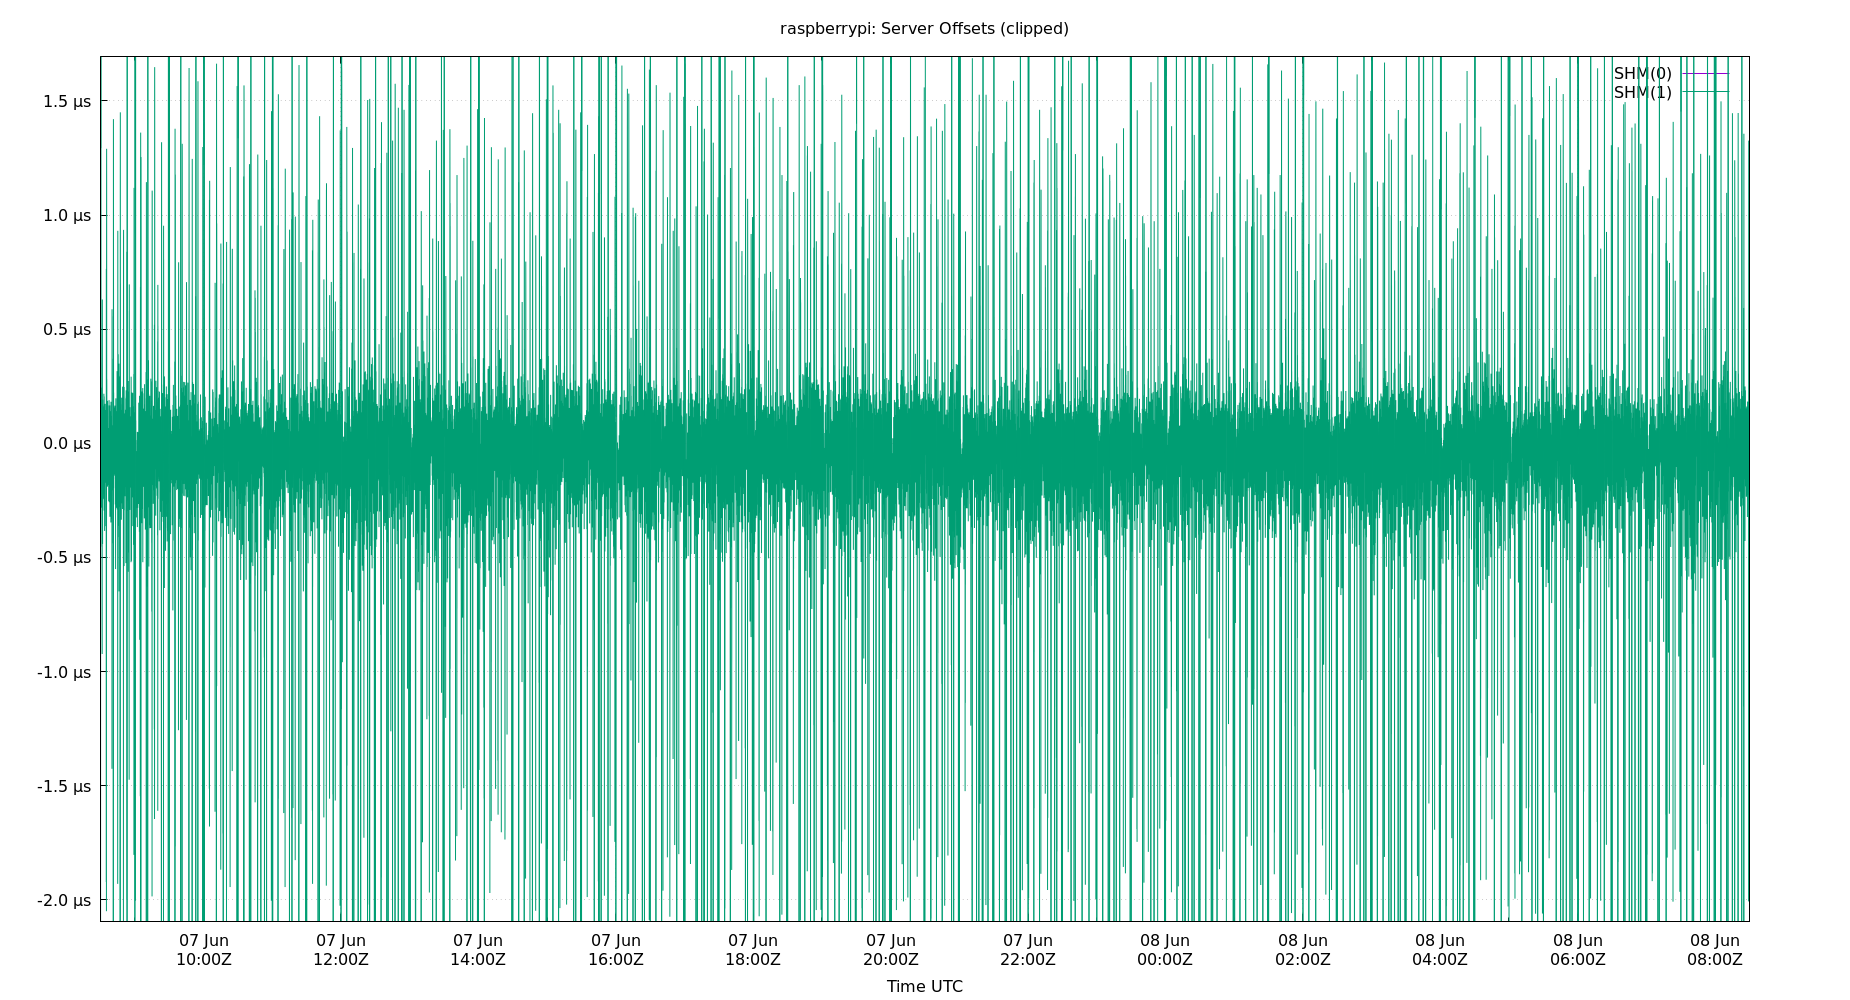 raspberrypi: Server Offsets (clipped)
SHM(0)
SHM(1)
1.5 µs
1.0 µs
0.5 µs
0.0 µs
-0.5 µs
-1.0 µs
-1.5 µs
-2.0 µs
07 Jun 07 Jun 07 Jun 07 Jun 07 Jun 07 Jun 07 Jun 08 Jun 08 Jun 08 Jun 08 Jun 08 Jun
10:00Z 12:00Z 14:00Z 16:00Z 18:00Z 20:00Z 22:00Z 00:00Z 02:00Z 04:00Z 06:00Z 08:00Z
Time UTC